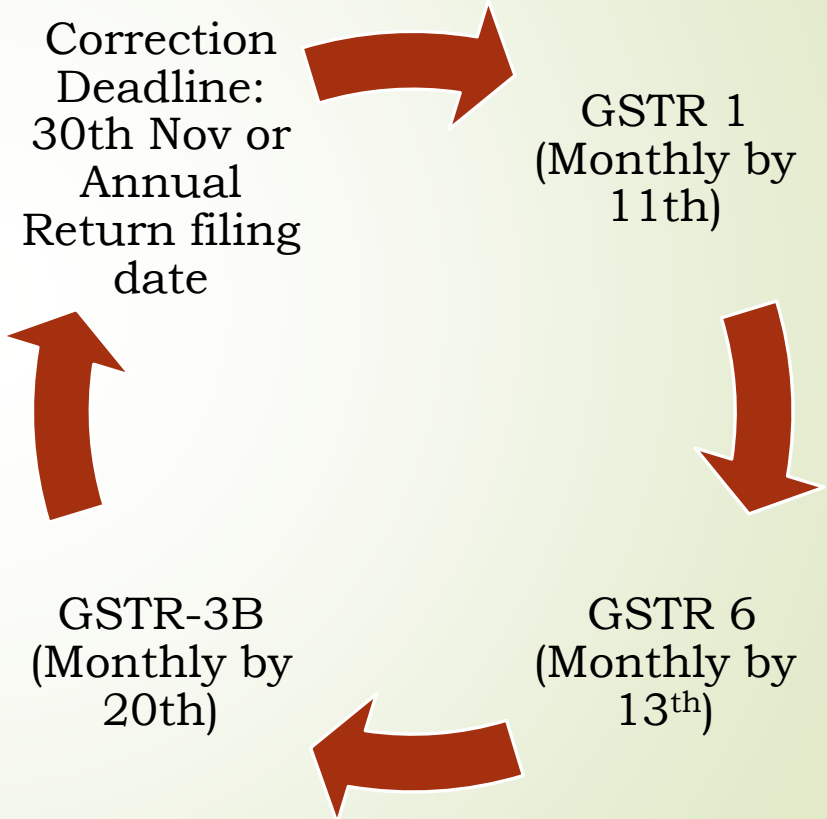 Correction
Deadline:
30th Nov or
Annual
Return filing
date
GSTR 1
(Monthly by
11th)
GSTR 6
(Monthly by
13th)
GSTR-3B
(Monthly by
20th)